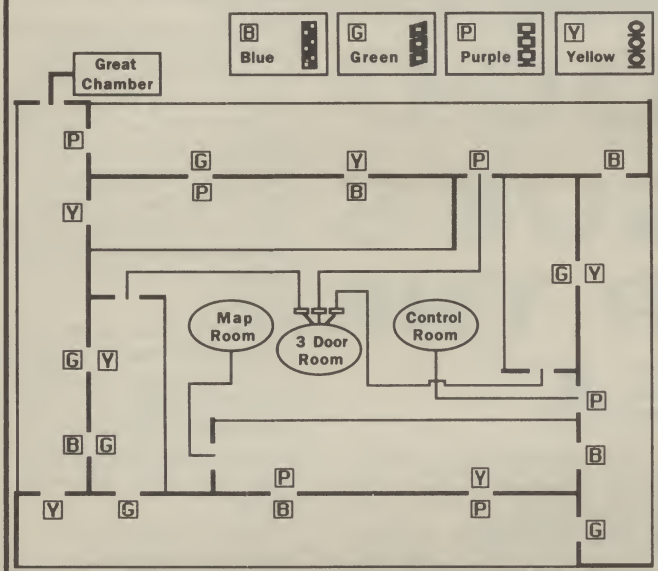 B
Blue
G
Green
P
Purple
Y
Yellow
Great
Chamber
P
G
P
Y
B
P
B
Y
G Y
Map
Room
3 Door
Room
Control
Room
G Y
P
B G
B
P
B
Y
P
Y
G
G